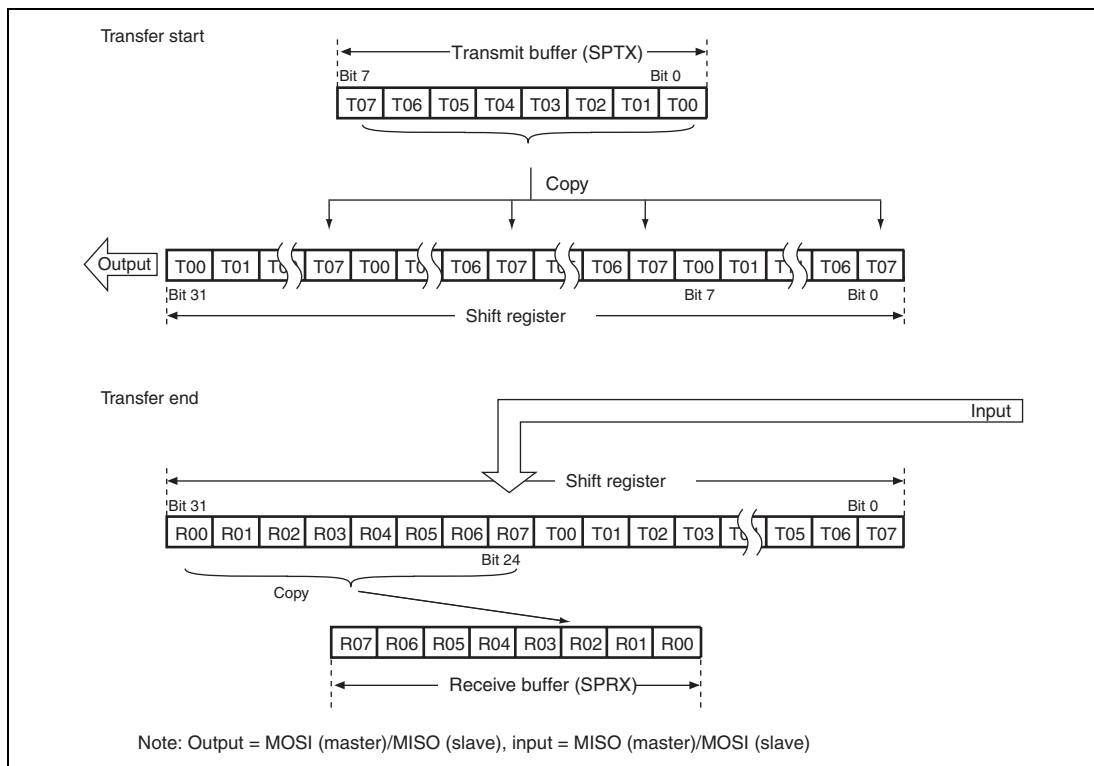 Transfer start
Transmit buffer (SPTX)
Bit 7 Bit 0
T07 T06 T05 T04 T03 T02 T01 T00
Copy
Output T00 T01 T07 T00 T06 T07 T06 T07 T00 T01 T06 T07
Bit 31 Bit 7 Bit 0
Shift register
Transfer end
Input
Shift register
Bit 31 Bit 0
R00 R01 R02 R03 R04 R05 R06 R07 T00 T01 T02 T03 T05 T06 T07
Bit 24
Copy
R07 R06 R05 R04 R03 R02 R01 R00
Receive buffer (SPRX)
Note: Output = MOSI (master)/MISO (slave), input = MISO (master)/MOSI (slave)